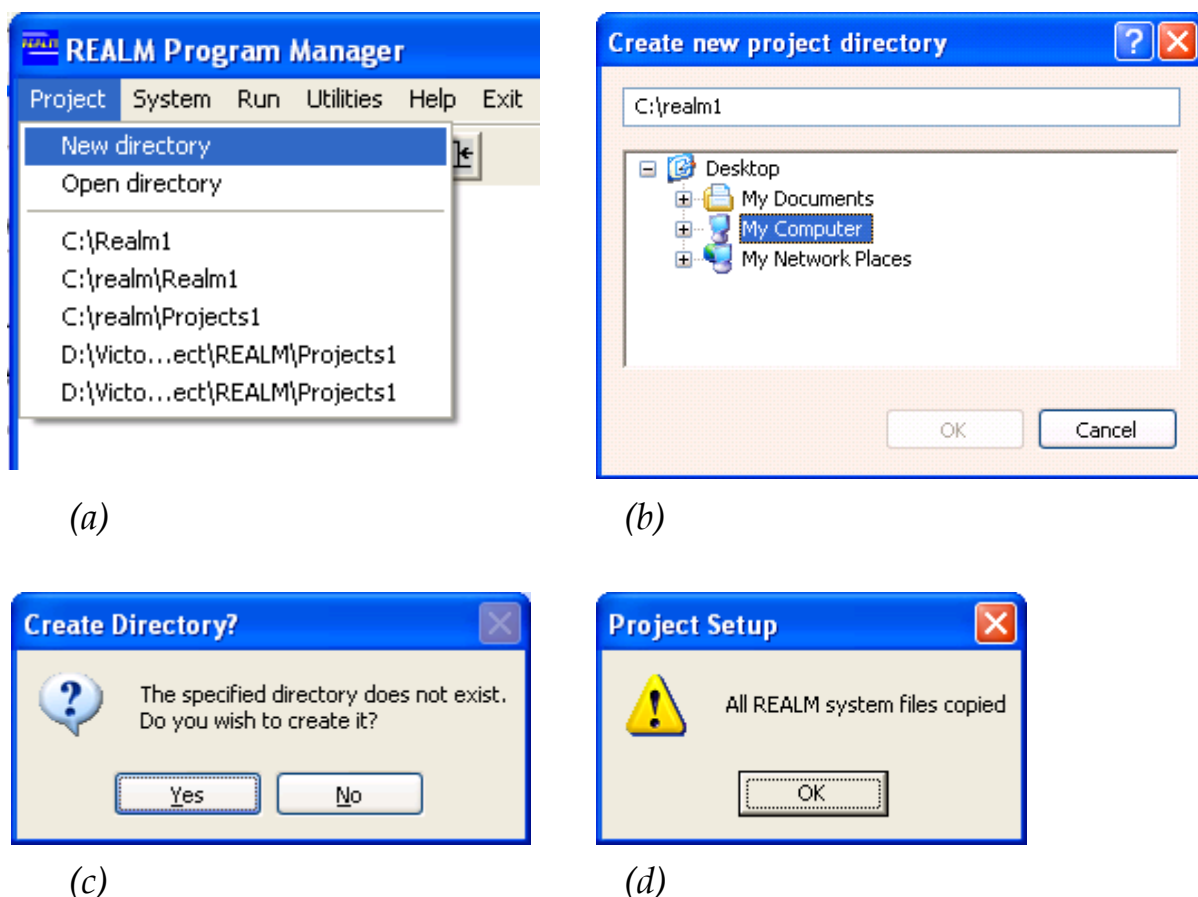 REALM REALM Program Manager
Project System Run Utilities Help Exit
New directory
Open directory
C:\Realm1
C:\realm\Realm1
C:\realm\Projects1
D:\Victo...ect\REALM\Projects1
D:\Victo...ect\REALM\Projects1
(a)
Create new project directory
C:\realm1
Desktop
My Documents
My Computer
My Network Places
OK Cancel
(b)
Create Directory?
The specified directory does not exist.
Do you wish to create it?
Yes No
(c)
Project Setup
All REALM system files copied
OK
(d)